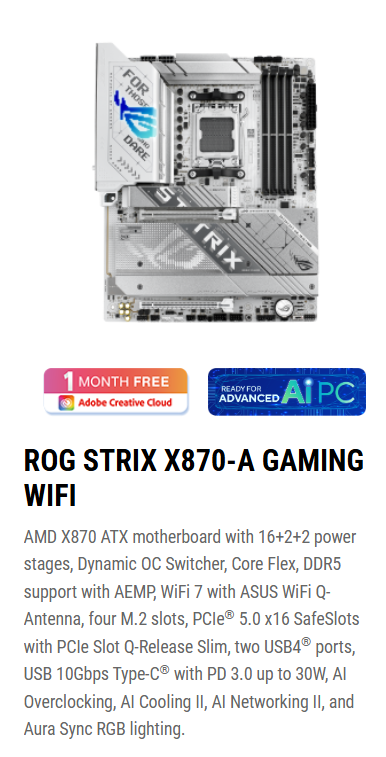 FOR
THOSE
WHO
DARE
STRIX
1 MONTH FREE
Adobe Creative Cloud
READY FOR
ADVANCED AI PC
ROG STRIX X870-A GAMING
WIFI
AMD X870 ATX motherboard with 16+2+2 power
stages, Dynamic OC Switcher, Core Flex, DDR5
support with AEMP, WiFi 7 with ASUS WiFi Q-
Antenna, four M.2 slots, PCIe® 5.0 x16 SafeSlots
with PCIe Slot Q-Release Slim, two USB4® ports,
USB 10Gbps Type-C® with PD 3.0 up to 30W, AI
Overclocking, AI Cooling II, AI Networking II, and
Aura Sync RGB lighting.